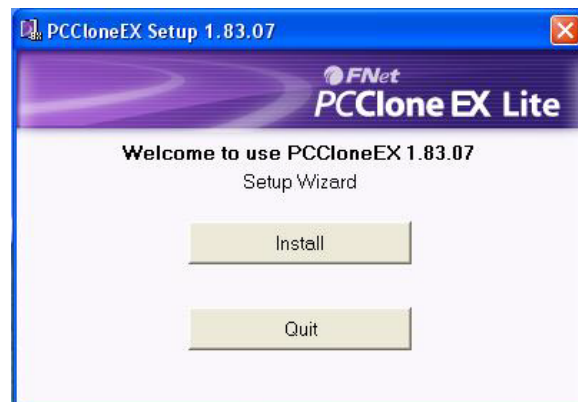 PCCloneEX Setup 1.83.07
FNet
PCClone EX Lite
Welcome to use PCCloneEX 1.83.07
Setup Wizard
Install
Quit